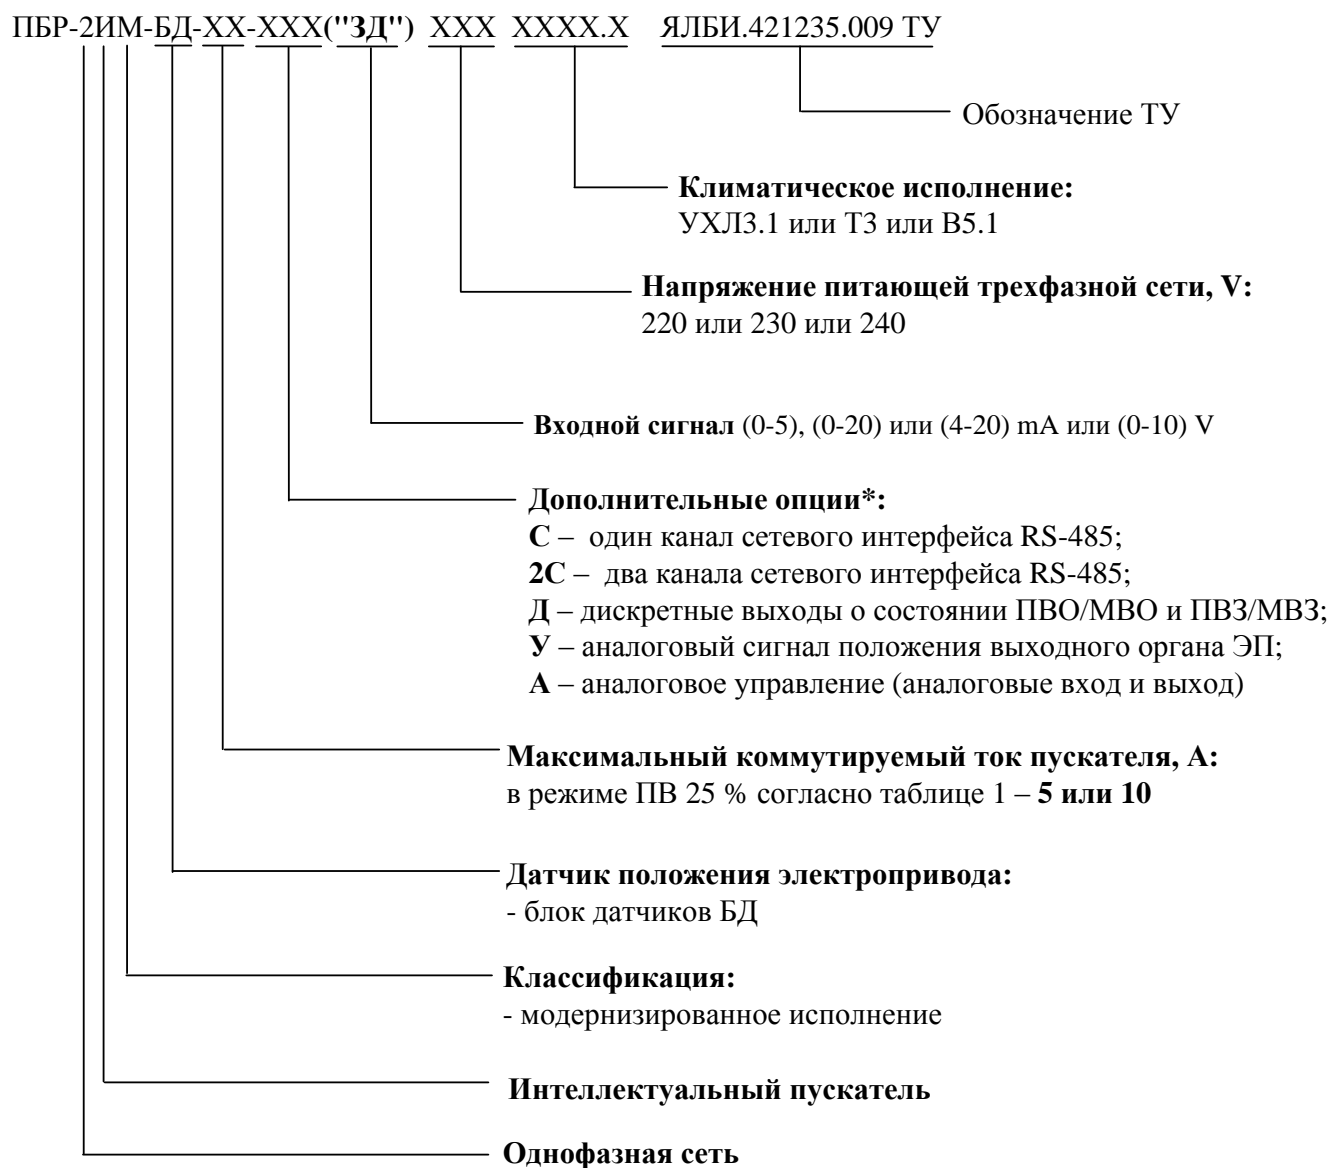 ПБР-2ИМ-БД-ХХ-ХХХ("ЗД") ХХХ ХХХХ.Х ЯЛБИ.421235.009 ТУ
Обозначение ТУ
Климатическое исполнение:
УХЛ3.1 или Т3 или В5.1
Напряжение питающей трехфазной сети, V:
220 или 230 или 240
Входной сигнал (0-5), (0-20) или (4-20) mA или (0-10) V
Дополнительные опции*:
С – один канал сетевого интерфейса RS-485;
2С – два канала сетевого интерфейса RS-485;
Д – дискретные выходы о состоянии ПВО/МВО и ПВЗ/МВЗ;
У – аналоговый сигнал положения выходного органа ЭП;
А – аналоговое управление (аналоговые вход и выход)
Максимальный коммутируемый ток пускателя, А:
в режиме ПВ 25 % согласно таблице 1 – 5 или 10
Датчик положения электропривода:
- блок датчиков БД
Классификация:
- модернизированное исполнение
Интеллектуальный пускатель
Однофазная сеть